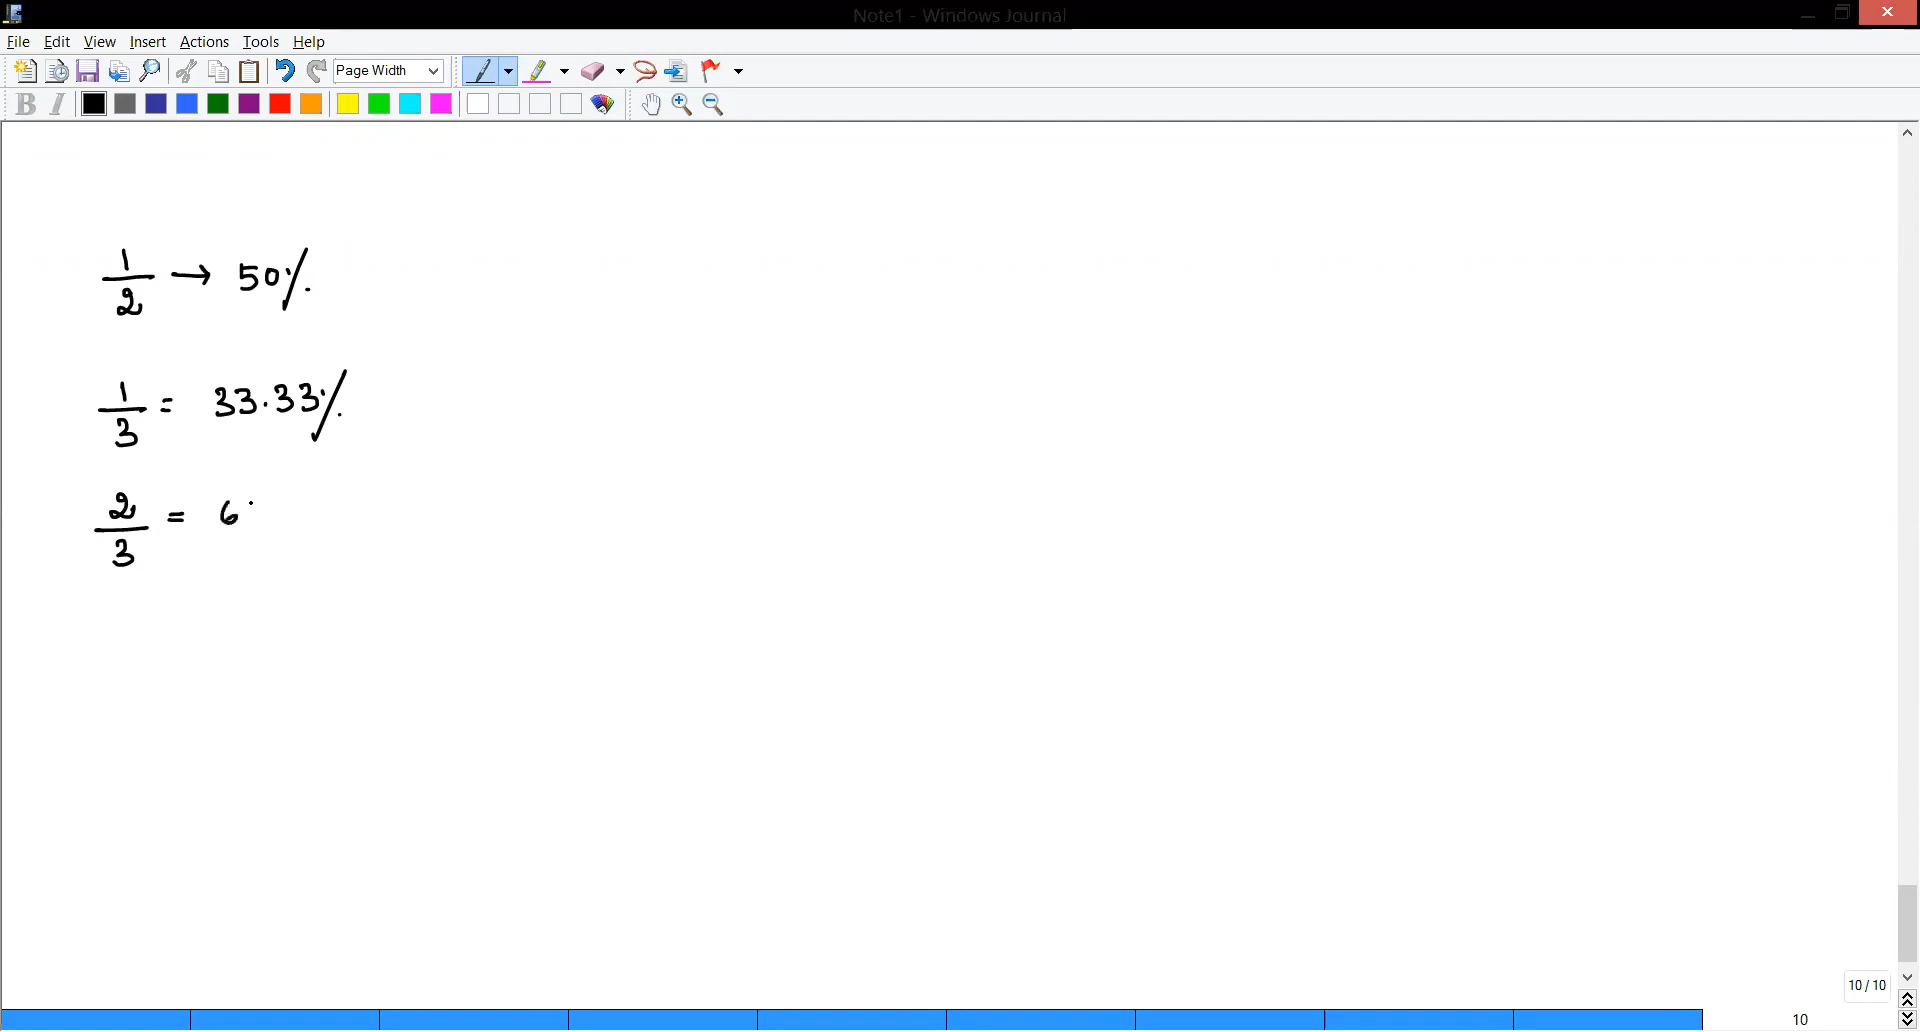 Note1 - Windows Journal
File Edit View Insert Actions Tools Help
Page Width
B I
1/2 → 50%
1/3 = 33.33%
2/3 = 6
10 / 10
10